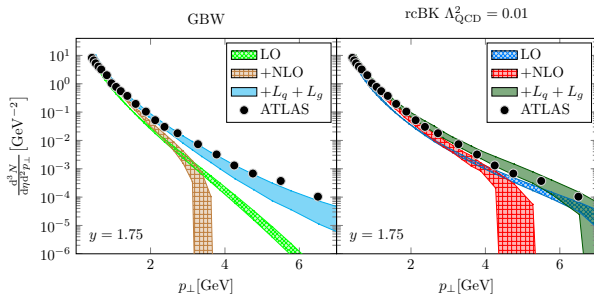 GBW
rcBK Λ²_QCD = 0.01
d³N/dηd²p⊥ [GeV⁻²]
10¹
10⁰
10⁻¹
10⁻²
10⁻³
10⁻⁴
10⁻⁵
10⁻⁶
LO
+NLO
+L_q + L_g
ATLAS
y = 1.75
2 4 6
p⊥[GeV]
LO
+NLO
+L_q + L_g
ATLAS
y = 1.75
2 4 6
p⊥[GeV]